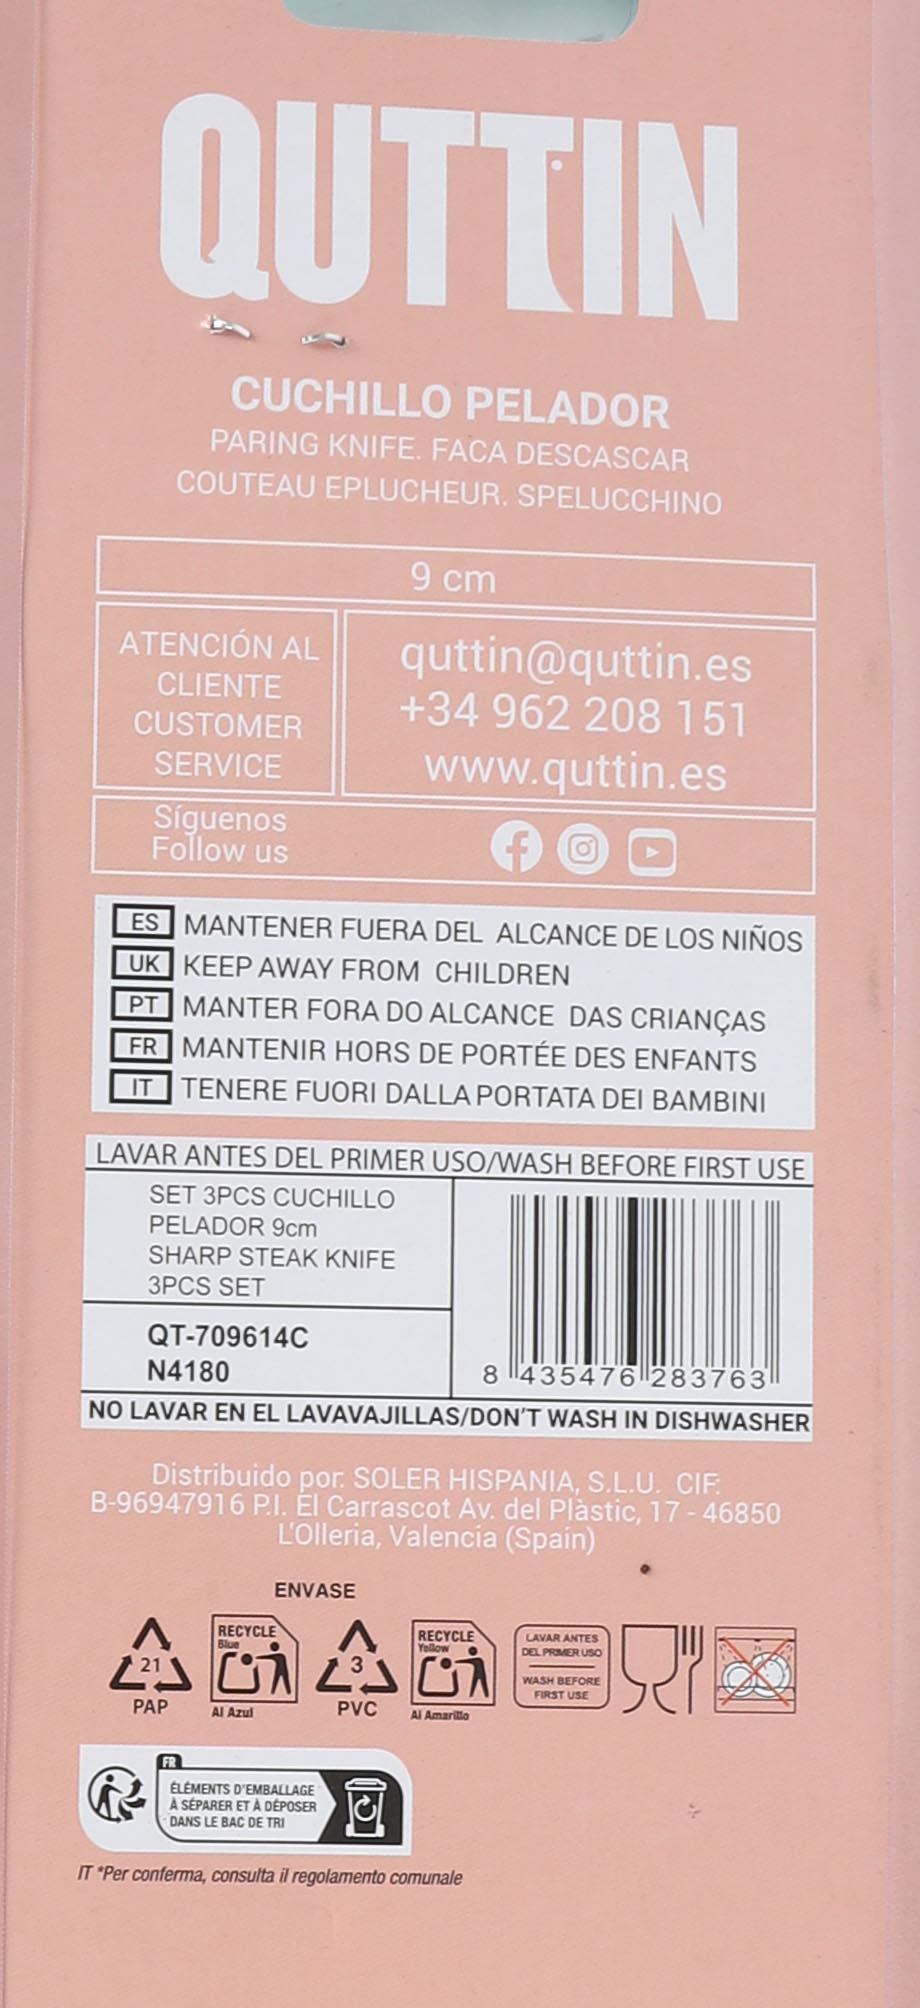 QUTTIN
CUCHILLO PELADOR
PARING KNIFE. FACA DESCASCAR
COUTEAU EPLUCHEUR. SPELUCCHINO
9 cm
ATENCIÓN AL
CLIENTE
CUSTOMER
SERVICE
quttin@quttin.es
+34 962 208 151
www.quttin.es
Síguenos
Follow us
ES MANTENER FUERA DEL ALCANCE DE LOS NIÑOS
UK KEEP AWAY FROM CHILDREN
PT MANTER FORA DO ALCANCE DAS CRIANÇAS
FR MANTENIR HORS DE PORTÉE DES ENFANTS
IT TENERE FUORI DALLA PORTATA DEI BAMBINI
LAVAR ANTES DEL PRIMER USO/WASH BEFORE FIRST USE
SET 3PCS CUCHILLO
PELADOR 9cm
SHARP STEAK KNIFE
3PCS SET
QT-709614C
N4180
8 435476 283763
NO LAVAR EN EL LAVAVAJILLAS/DON'T WASH IN DISHWASHER
Distribuido por: SOLER HISPANIA, S.L.U. CIF:
B-96947916 P.I. El Carrascot Av. del Plàstic, 17 - 46850
L'Olleria, Valencia (Spain)
ENVASE
21
PAP
RECYCLE
Blue
Al Azul
3
PVC
RECYCLE
Yellow
Al Amarillo
LAVAR ANTES
DEL PRIMER USO
WASH BEFORE
FIRST USE
FR
ÉLÉMENTS D'EMBALLAGE
À SÉPARER ET À DÉPOSER
DANS LE BAC DE TRI
IT *Per conferma, consulta il regolamento comunale